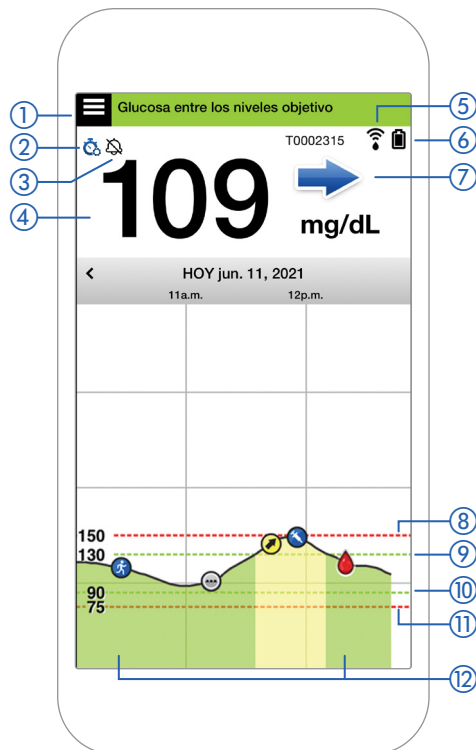 ① Glucosa entre los niveles objetivo ⑤
② T0002315 ⑥
③
④ 109 mg/dL ⑦
HOY jun. 11, 2021
11a.m. 12p.m.
150 ⑧
130 ⑨
90 ⑩
75 ⑪
⑫